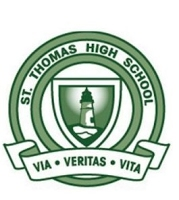 ST. THOMAS HIGH SCHOOL
VIA • VERITAS • VITA